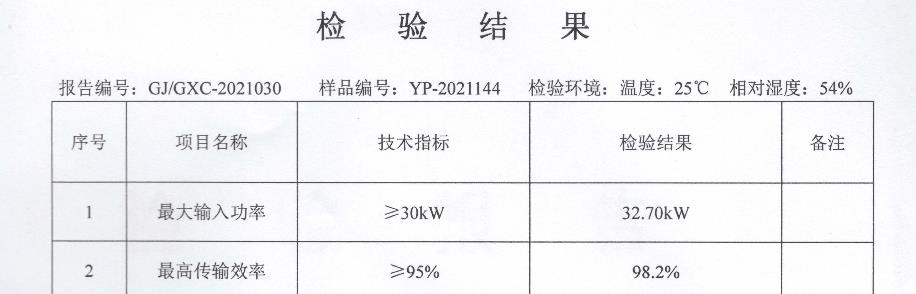 检 验 结 果
报告编号：GJ/GXC-2021030 样品编号：YP-2021144 检验环境：温度：25℃ 相对湿度：54%
序号 项目名称 技术指标 检验结果 备注
1 最大输入功率 ≥30kW 32.70kW
2 最高传输效率 ≥95% 98.2%